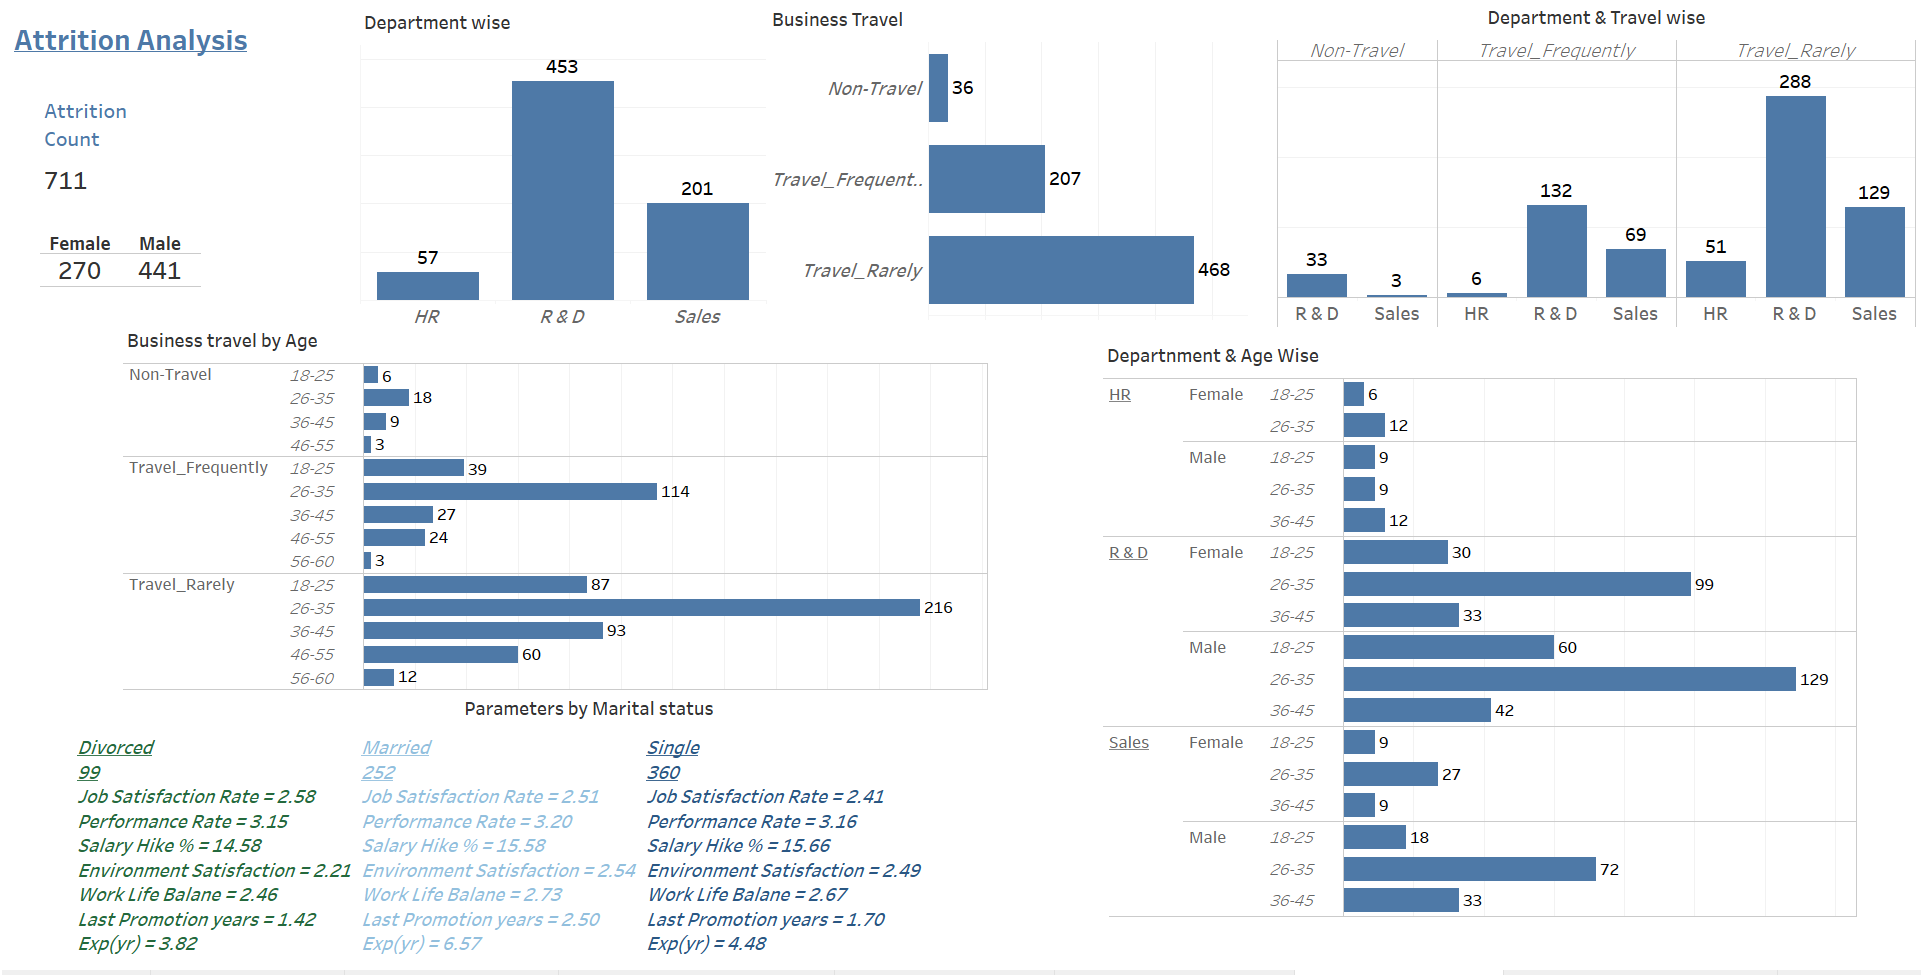 Attrition Analysis
Attrition
Count
711
Female Male
270 441
Department wise
453
201
57
HR R & D Sales
Business Travel
Non-Travel 36
Travel_Frequent.. 207
Travel_Rarely 468
Department & Travel wise
Non-Travel Travel_Frequently Travel_Rarely
288
132 129
69
51
33
6
3
R & D Sales HR R & D Sales HR R & D Sales
Business travel by Age
Non-Travel 18-25 6
26-35 18
36-45 9
46-55 3
Travel_Frequently 18-25 39
26-35 114
36-45 27
46-55 24
56-60 3
Travel_Rarely 18-25 87
26-35 216
36-45 93
46-55 60
56-60 12
Departnment & Age Wise
HR Female 18-25 6
26-35 12
Male 18-25 9
26-35 9
36-45 12
R & D Female 18-25 30
26-35 99
36-45 33
Male 18-25 60
26-35 129
36-45 42
Sales Female 18-25 9
26-35 27
36-45 9
Male 18-25 18
26-35 72
36-45 33
Parameters by Marital status
Divorced
99
Job Satisfaction Rate = 2.58
Performance Rate = 3.15
Salary Hike % = 14.58
Environment Satisfaction = 2.21
Work Life Balane = 2.46
Last Promotion years = 1.42
Exp(yr) = 3.82
Married
252
Job Satisfaction Rate = 2.51
Performance Rate = 3.20
Salary Hike % = 15.58
Environment Satisfaction = 2.54
Work Life Balane = 2.73
Last Promotion years = 2.50
Exp(yr) = 6.57
Single
360
Job Satisfaction Rate = 2.41
Performance Rate = 3.16
Salary Hike % = 15.66
Environment Satisfaction = 2.49
Work Life Balane = 2.67
Last Promotion years = 1.70
Exp(yr) = 4.48